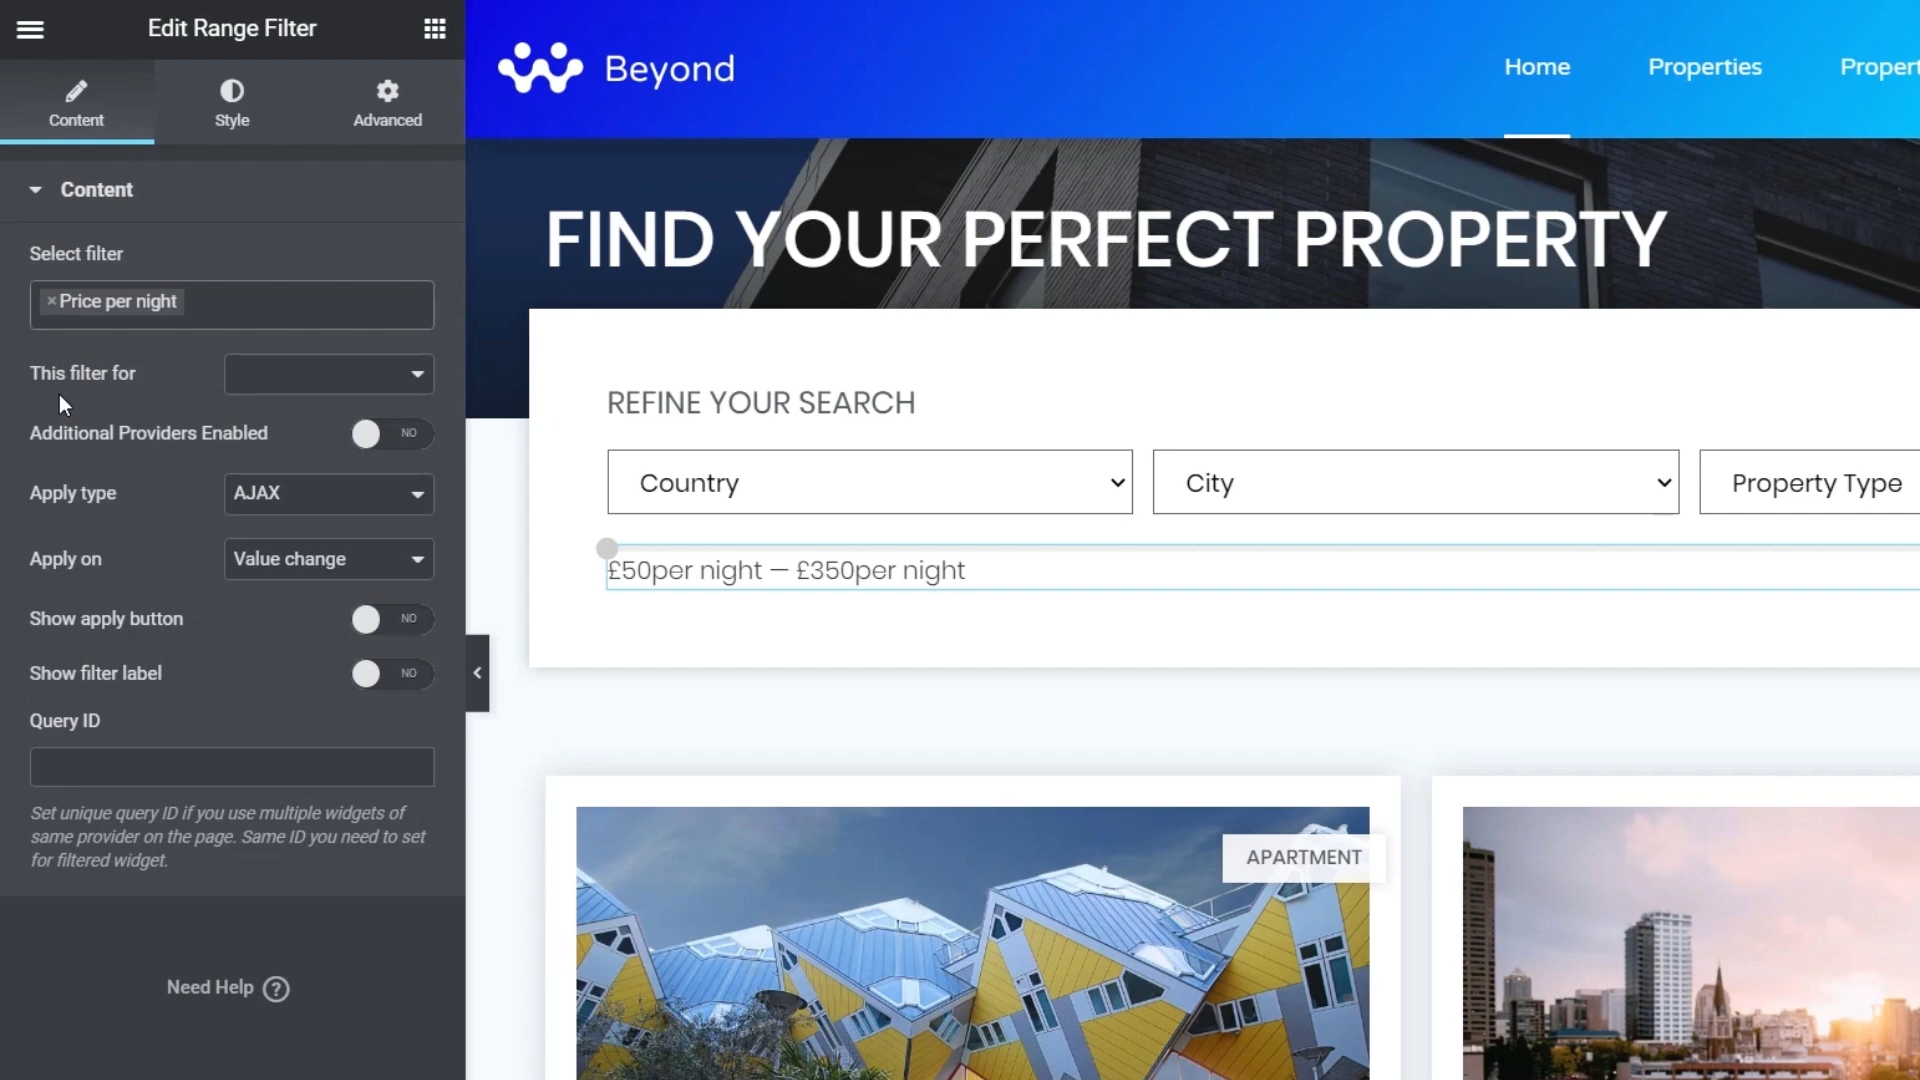 Edit Range Filter
Content
Style
Advanced
Content
Select filter
×Price per night
This filter for
Additional Providers Enabled NO
Apply type AJAX
Apply on Value change
Show apply button NO
Show filter label NO
Query ID
Set unique query ID if you use multiple widgets of
same provider on the page. Same ID you need to set
for filtered widget.
Need Help ?
Beyond
Home
Properties
Propert
FIND YOUR PERFECT PROPERTY
REFINE YOUR SEARCH
Country
City
Property Type
£50per night — £350per night
APARTMENT